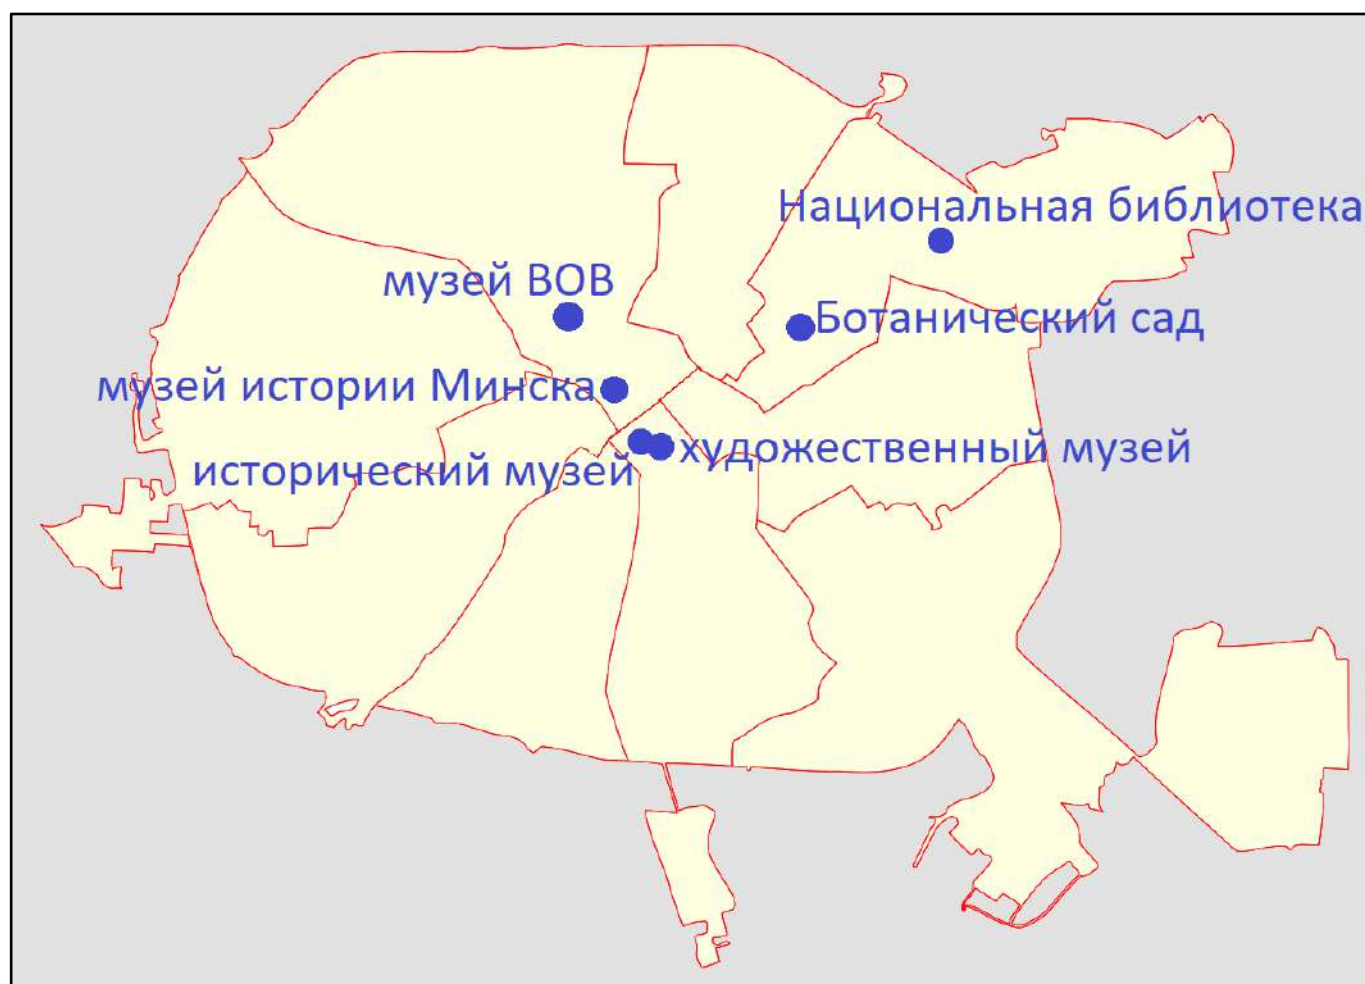 Национальная библиотека
музей ВОВ
Ботанический сад
музей истории Минска
художественный музей
исторический музей